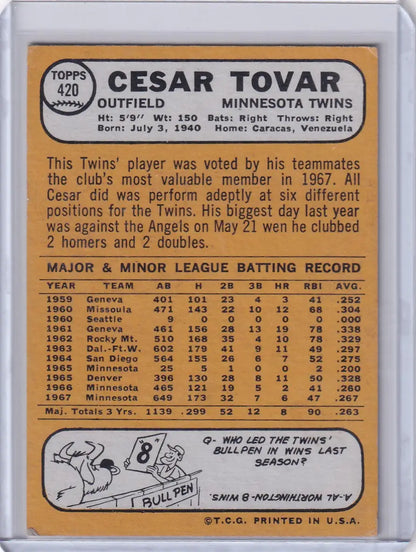 TOPPS
420
CESAR TOVAR
OUTFIELD MINNESOTA TWINS
Ht: 5'9" Wt: 150 Bats: Right Throws: Right
Born: July 3, 1940 Home: Caracas, Venezuela
This Twins' player was voted by his teammates
the club's most valuable member in 1967. All
Cesar did was perform adeptly at six different
positions for the Twins. His biggest day last year
was against the Angels on May 21 wen he clubbed
2 homers and 2 doubles.
MAJOR & MINOR LEAGUE BATTING RECORD
YEAR TEAM AB H 2B 3B HR RBI AVG.
1959 Geneva 401 101 23 4 3 41 .252
1960 Missoula 471 143 22 10 12 68 .304
1960 Seattle 9 0 0 0 0 0 .000
1961 Geneva 461 156 28 13 19 78 .338
1962 Rocky Mt. 510 168 35 4 10 78 .329
1963 Dal.-Ft.W. 602 179 41 9 11 49 .297
1964 San Diego 564 155 26 6 7 52 .275
1965 Minnesota 25 5 1 0 0 2 .200
1965 Denver 396 130 28 8 11 50 .328
1966 Minnesota 465 121 19 5 2 41 .260
1967 Minnesota 649 173 32 7 6 47 .267
Maj. Totals 3 Yrs. 1139 .299 52 12 8 90 .263
"8"
BULL PEN
Q- WHO LED THE TWINS'
BULLPEN IN WINS LAST
SEASON?
A- AL WORTHINGTON- 8 WINS.
©T.C.G. PRINTED IN U.S.A.